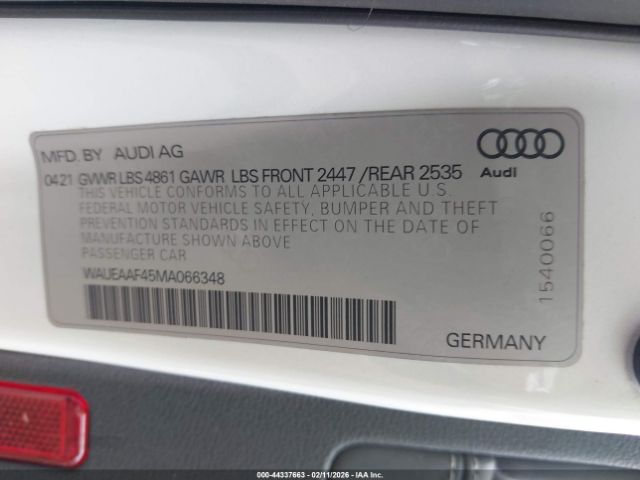 MFD. BY AUDI AG
0421 GVWR LBS 4861 GAWR LBS FRONT 2447 /REAR 2535
THIS VEHICLE CONFORMS TO ALL APPLICABLE U.S.
FEDERAL MOTOR VEHICLE SAFETY, BUMPER AND THEFT
PREVENTION STANDARDS IN EFFECT ON THE DATE OF
MANUFACTURE SHOWN ABOVE
PASSENGER CAR
WAUEAAF45MA066348
Audi
1540066
GERMANY
00-44337663 - 02/11/2026 - IAA Inc.